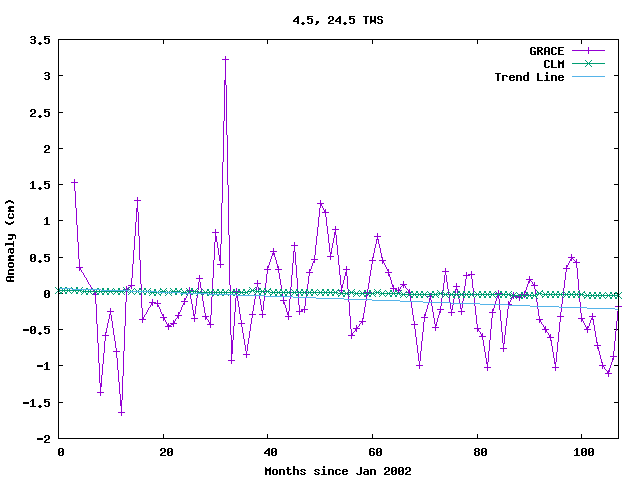 4.5, 24.5 TWS
GRACE
CLM
Trend Line
3.5
3
2.5
2
1.5
1
0.5
0
-0.5
-1
-1.5
-2
Anomaly (cm)
0 20 40 60 80 100
Months since Jan 2002